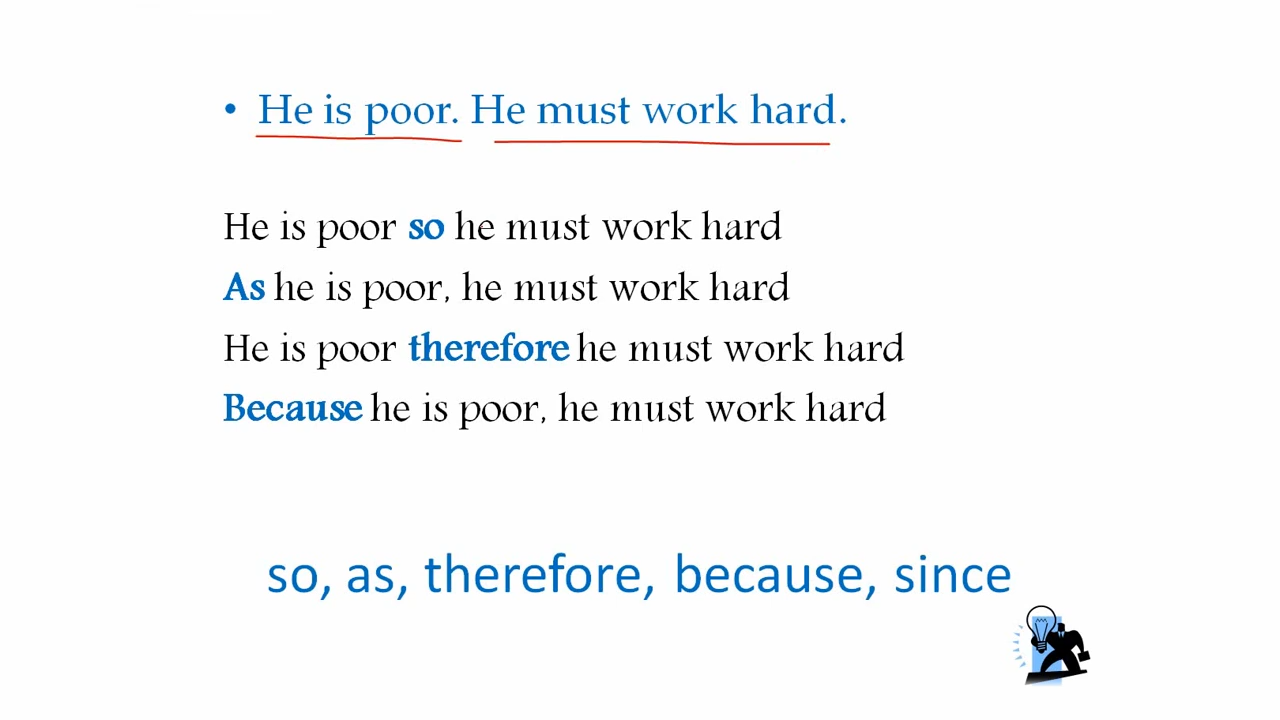 • He is poor. He must work hard.
He is poor so he must work hard
As he is poor, he must work hard
He is poor therefore he must work hard
Because he is poor, he must work hard
so, as, therefore, because, since